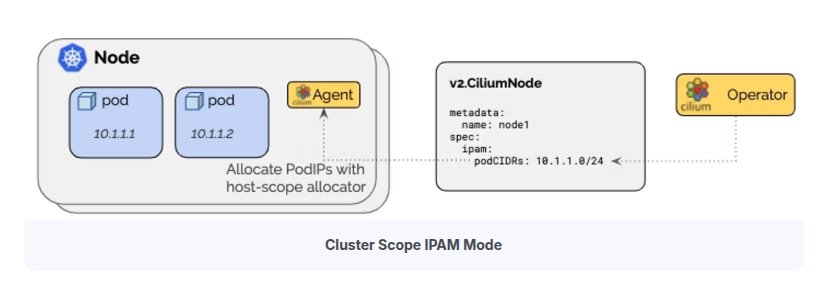 Node
pod
10.1.1.1
pod
10.1.1.2
cilium
Agent
Allocate PodIPs with
host-scope allocator
v2.CiliumNode
metadata:
  name: node1
spec:
  ipam:
    podCIDRs: 10.1.1.0/24
cilium
Operator
Cluster Scope IPAM Mode